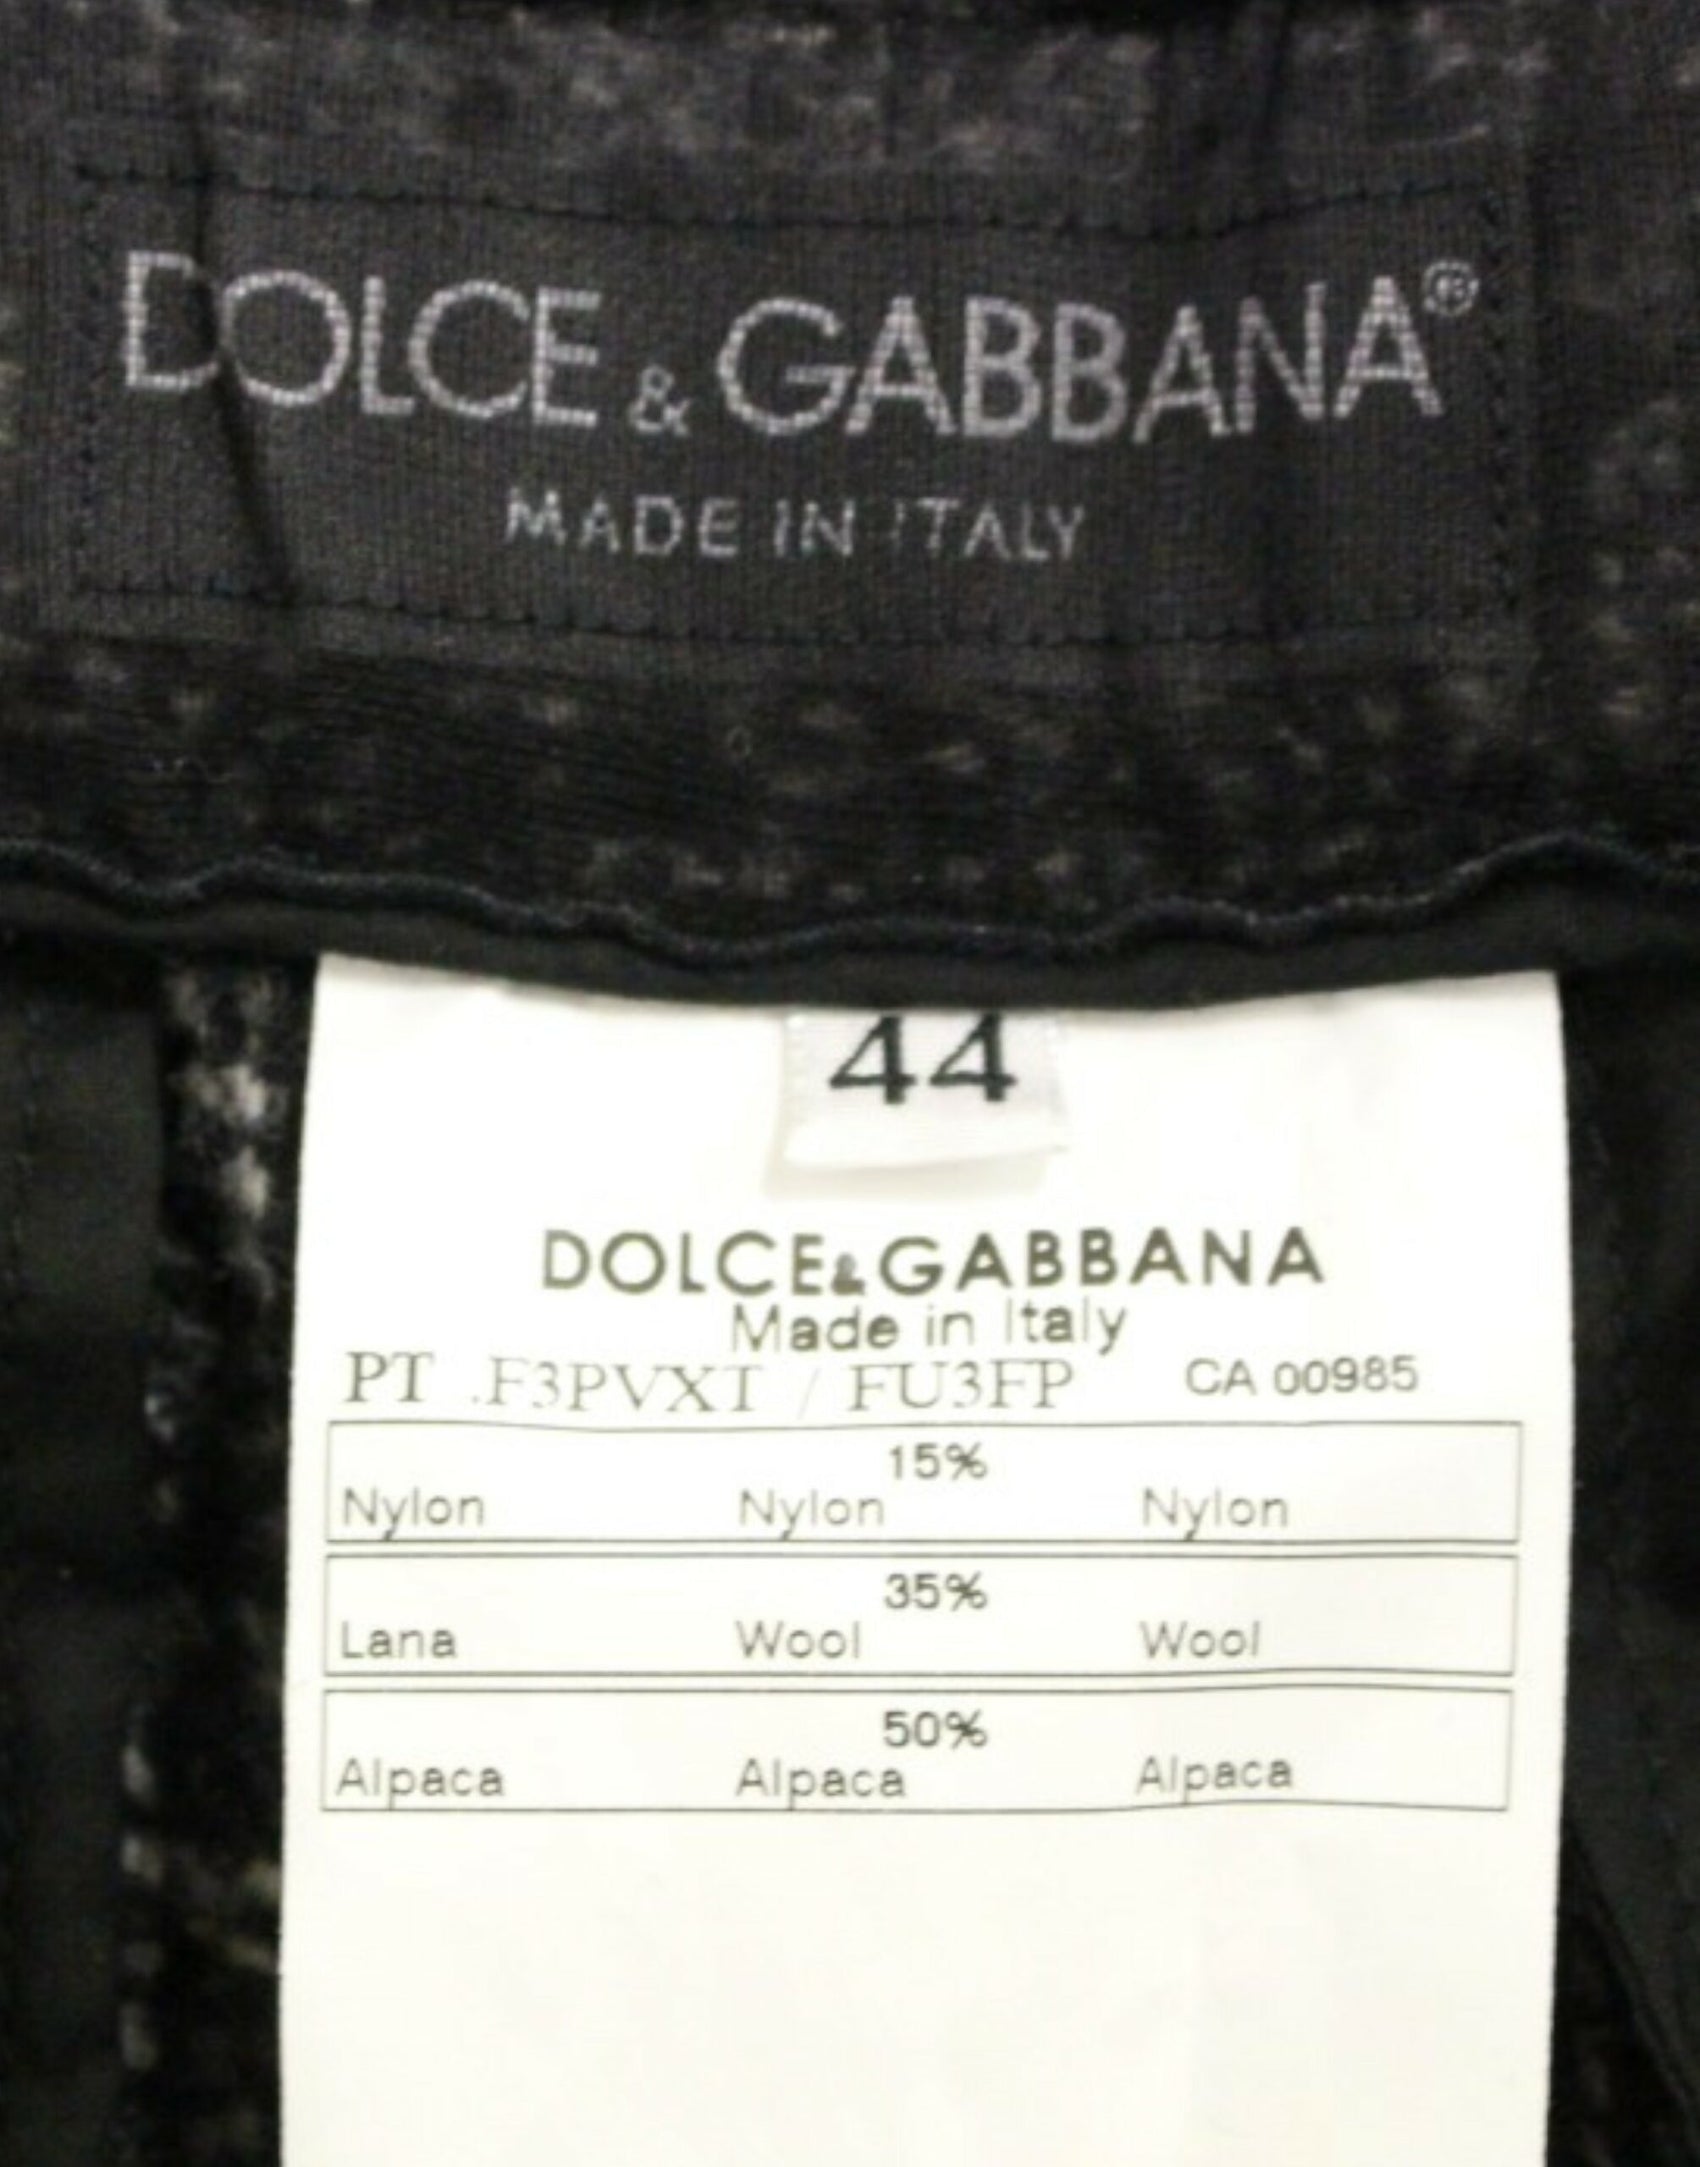 DOLCE & GABBANA®
MADE IN ITALY
44
DOLCE&GABBANA
Made in Italy
PT .F3PVXT / FU3FP CA 00985
15%
Nylon Nylon Nylon
35%
Lana Wool Wool
50%
Alpaca Alpaca Alpaca